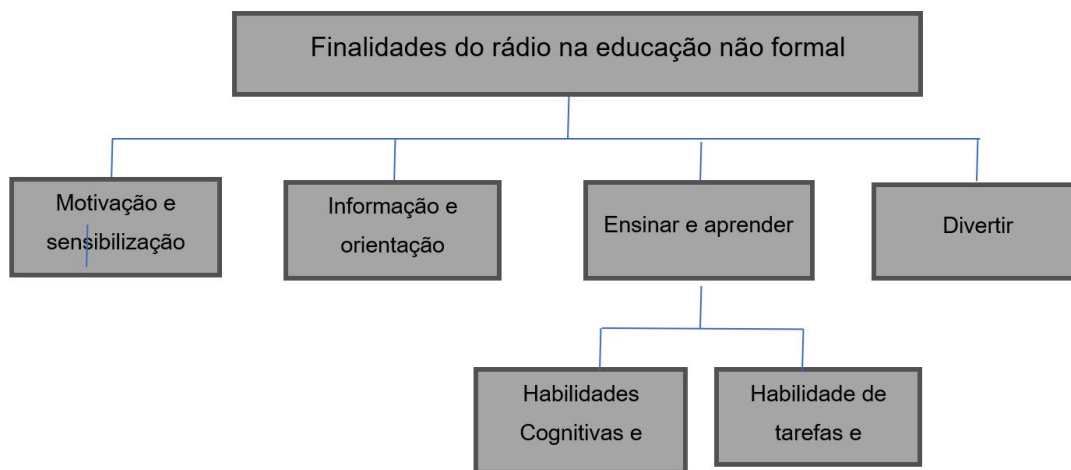 Finalidades do rádio na educação não formal
Motivação e
sensibilização
Informação e
orientação
Ensinar e aprender
Divertir
Habilidades
Cognitivas e
Habilidade de
tarefas e